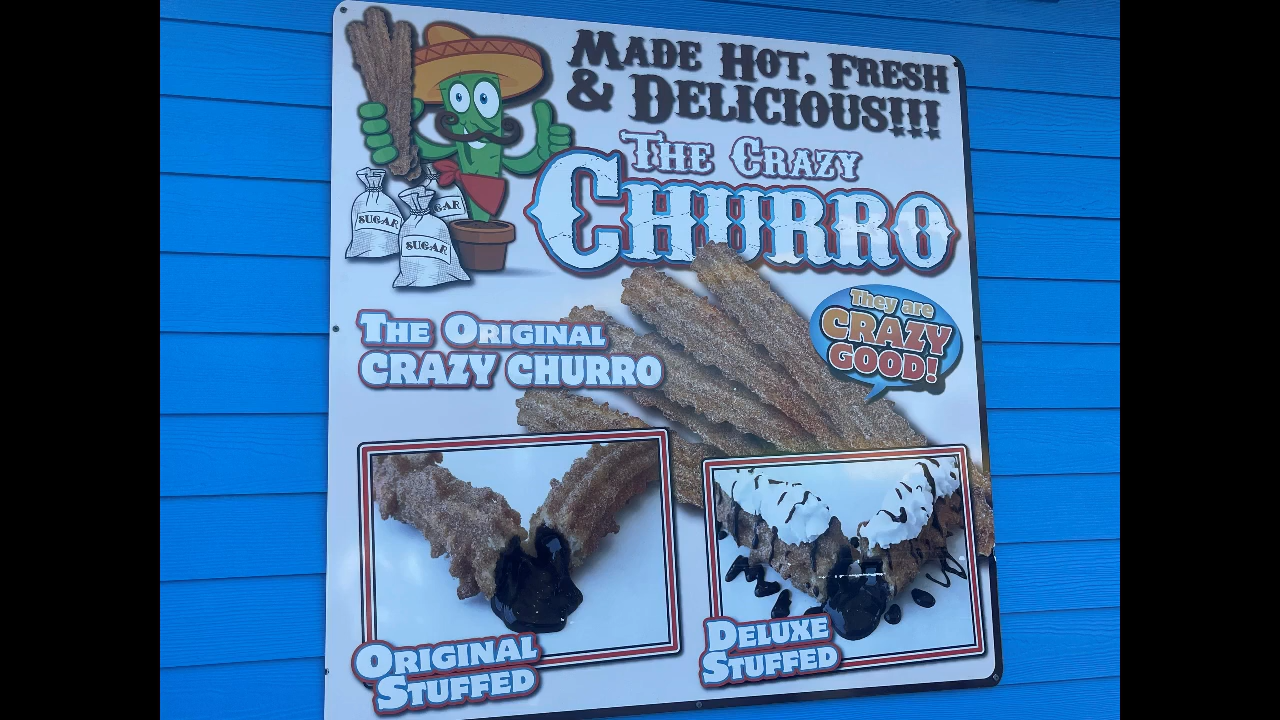 MADE HOT, FRESH
& DELICIOUS!!!
THE CRAZY
CHURRO
SUGAR
SUGAR
GAR
THE ORIGINAL
CRAZY CHURRO
They are
CRAZY
GOOD!
ORIGINAL
STUFFED
DELUXE
STUFFED